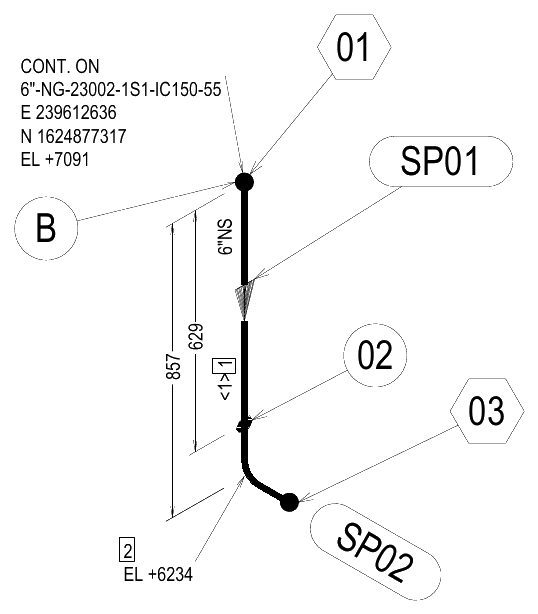 01
CONT. ON
6"-NG-23002-1S1-IC150-55
E 239612636
N 1624877317
EL +7091
SP01
B
6"NS
629
857
<1> 1
02
03
SP02
2
EL +6234